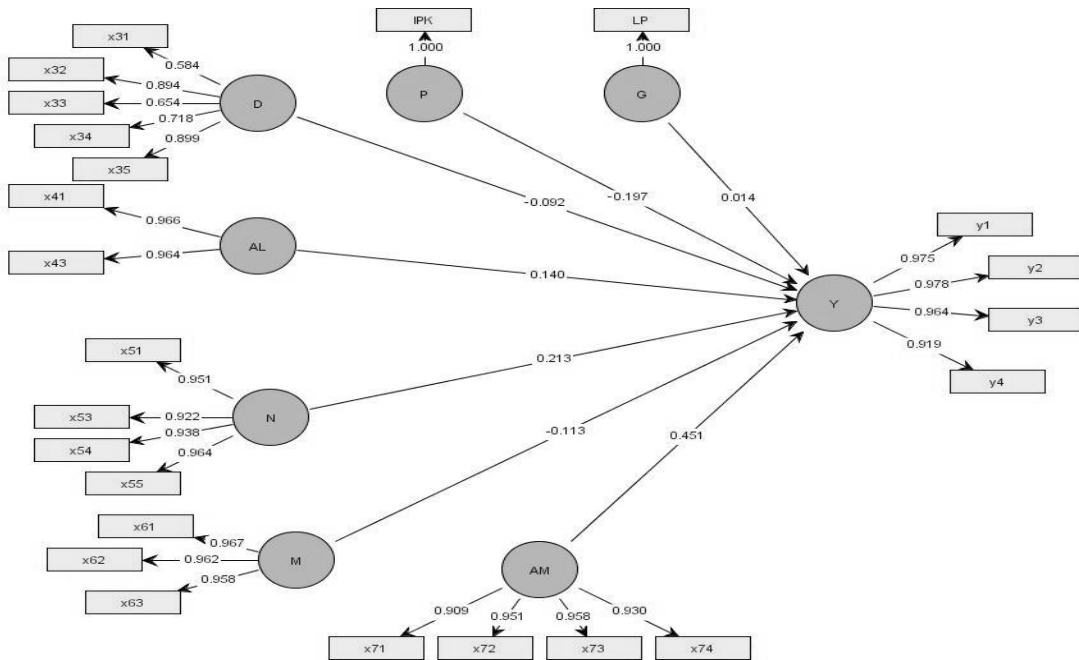 x31
0.584
x32
0.894
x33
0.654
x34
0.718
x35
0.899
D
IPK
1.000
P
LP
1.000
G
-0.092
-0.197
0.014
x41
0.966
x43
0.964
AL
0.140
Y
y1
0.975
y2
0.978
y3
0.964
y4
0.919
x51
0.951
x53
0.922
x54
0.938
x55
0.964
N
0.213
x61
0.967
x62
0.962
x63
0.958
M
-0.113
0.451
AM
0.909
0.951
0.958
0.930
x71
x72
x73
x74